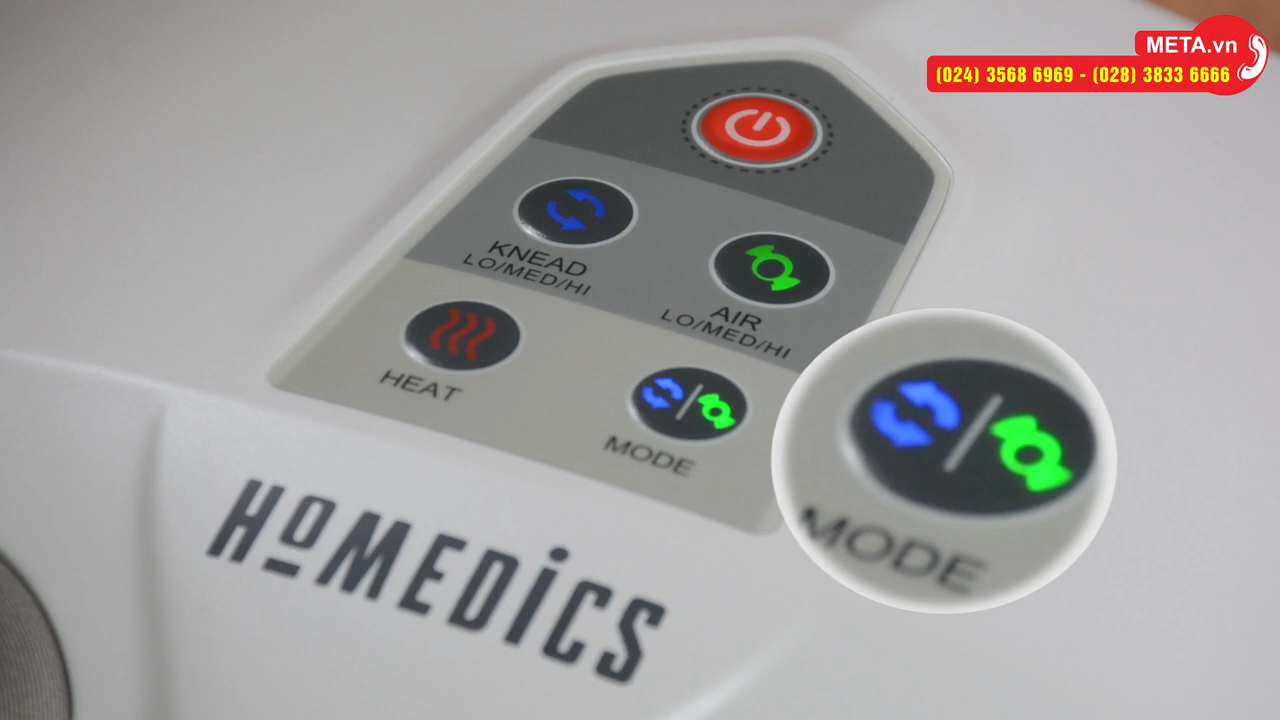 META.vn
(024) 3568 6969 - (028) 3833 6666
KNEAD
LO/MED/HI
AIR
LO/MED/HI
HEAT
MODE
MODE
HOMEDICS